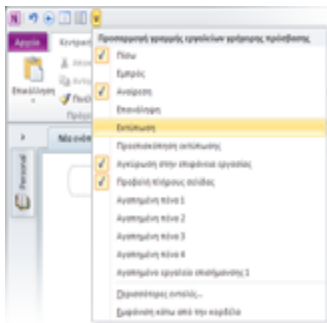 Προσαρμογή γραμμής εργαλείων γρήγορης πρόσβασης
Αρχείο
Κεντρική
Πίσω
Εμπρός
Αναίρεση
Επικόλληση
Επανάληψη
Εκτύπωση
Προεπισκόπηση εκτύπωσης
Αγκύρωση στην επιφάνεια εργασίας
Προβολή πλήρους σελίδας
Personal
Αγαπημένη πένα 1
Αγαπημένη πένα 2
Αγαπημένη πένα 3
Αγαπημένη πένα 4
Αγαπημένο εργαλείο επισήμανσης 1
Περισσότερες εντολές...
Εμφάνιση κάτω από την κορδέλα